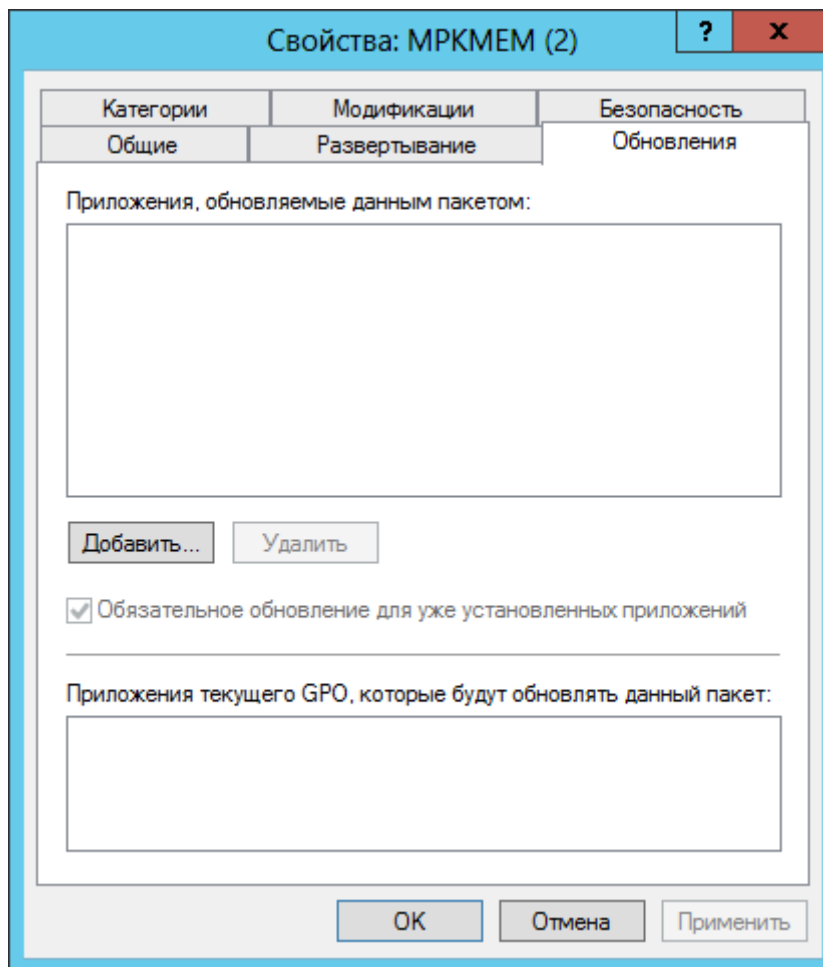 Свойства: MPKMEM (2)
? x
Категории Модификации Безопасность
Общие Развертывание Обновления
Приложения, обновляемые данным пакетом:
Добавить... Удалить
Обязательное обновление для уже установленных приложений
Приложения текущего GPO, которые будут обновлять данный пакет:
OK Отмена Применить